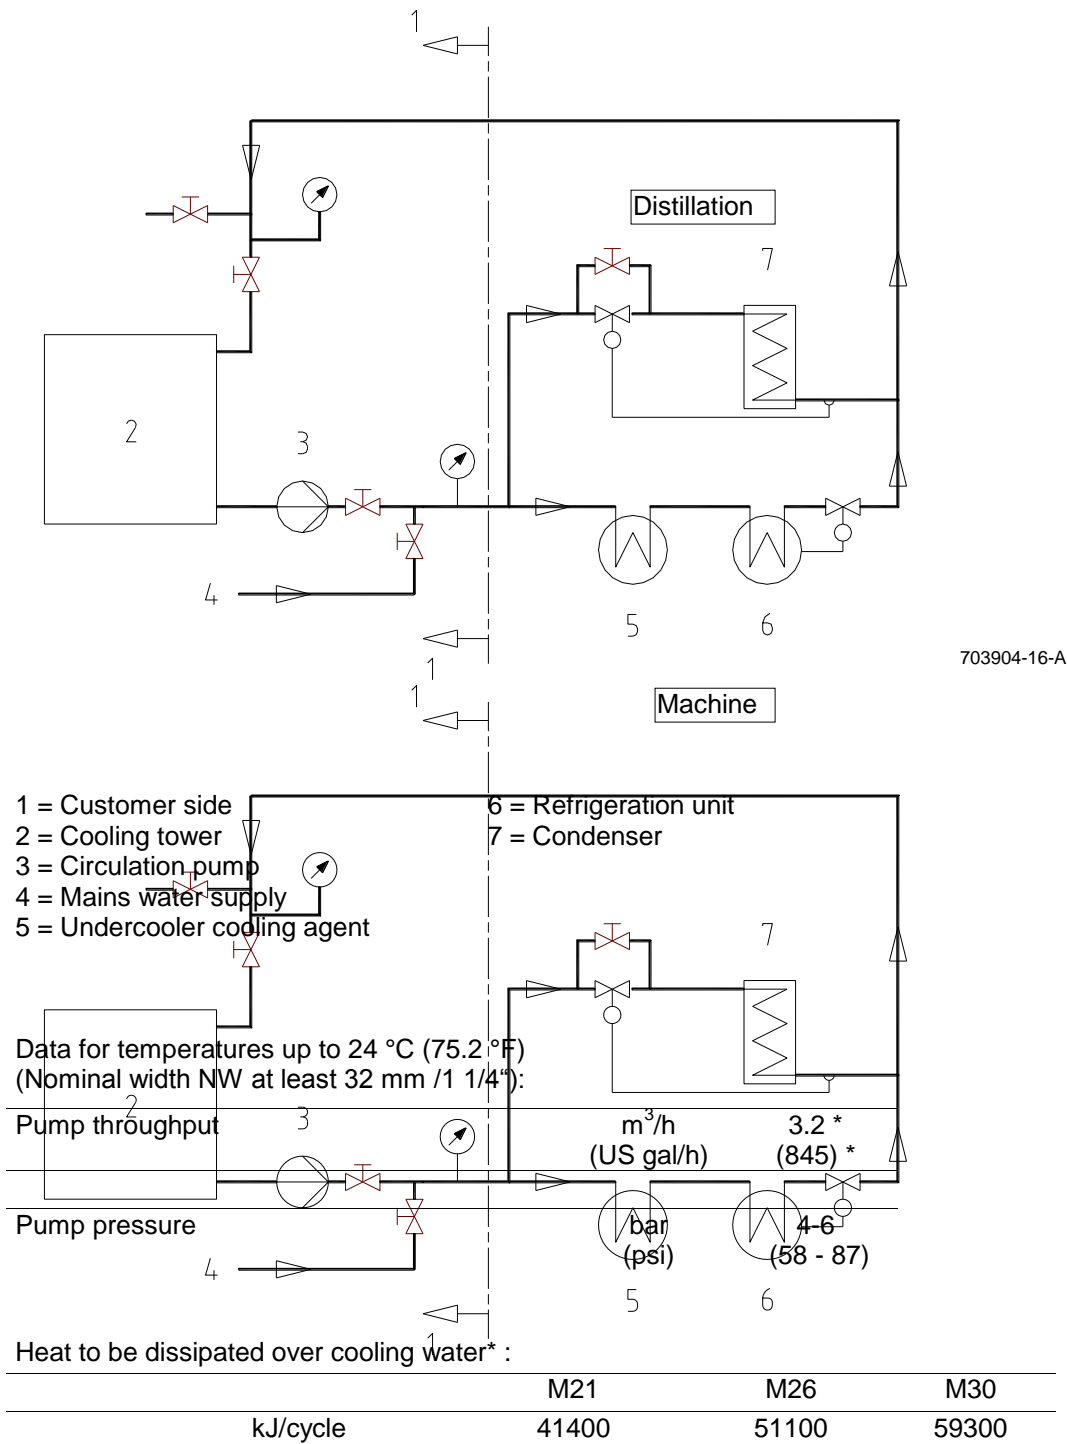 1
Distillation
7
2
3
4
5
6
1
703904-16-A
1
Machine
1 = Customer side
6 = Refrigeration unit
2 = Cooling tower
7 = Condenser
3 = Circulation pump
4 = Mains water supply
5 = Undercooler cooling agent
7
Data for temperatures up to 24 °C (75.2 °F)
(Nominal width NW at least 32 mm /1 1/4“):
2
3
Pump throughput m³/h 3.2 *
(US gal/h) (845) *
Pump pressure bar 4-6
(psi) (58 - 87)
4
5
6
1
Heat to be dissipated over cooling water* :
M21 M26 M30
kJ/cycle 41400 51100 59300